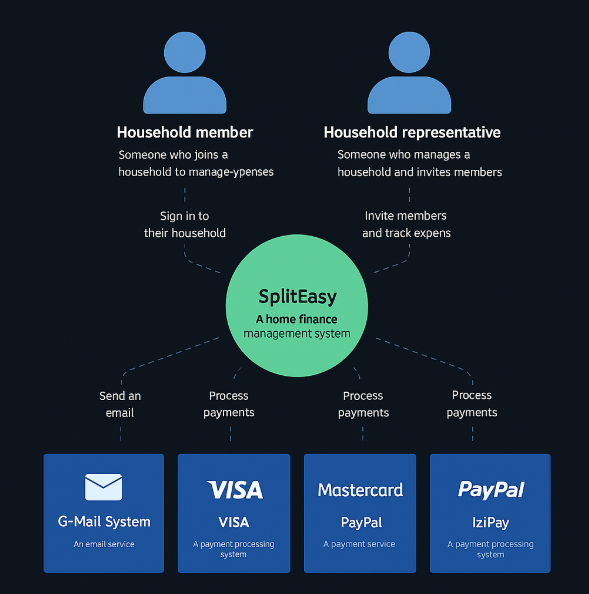 Household member
Someone who joins a
household to manage-ypenses
Household representative
Someone who manages a
household and invites members
Sign in to
their household
Invite members
and track expens
SplitEasy
A home finance
management system
Send an
email
Process
payments
Process
payments
Process
payments
G-Mail System
An email service
VISA
VISA
A payment processing
system
Mastercard
PayPal
A payment service
PayPal
IziPay
A payment processing
system